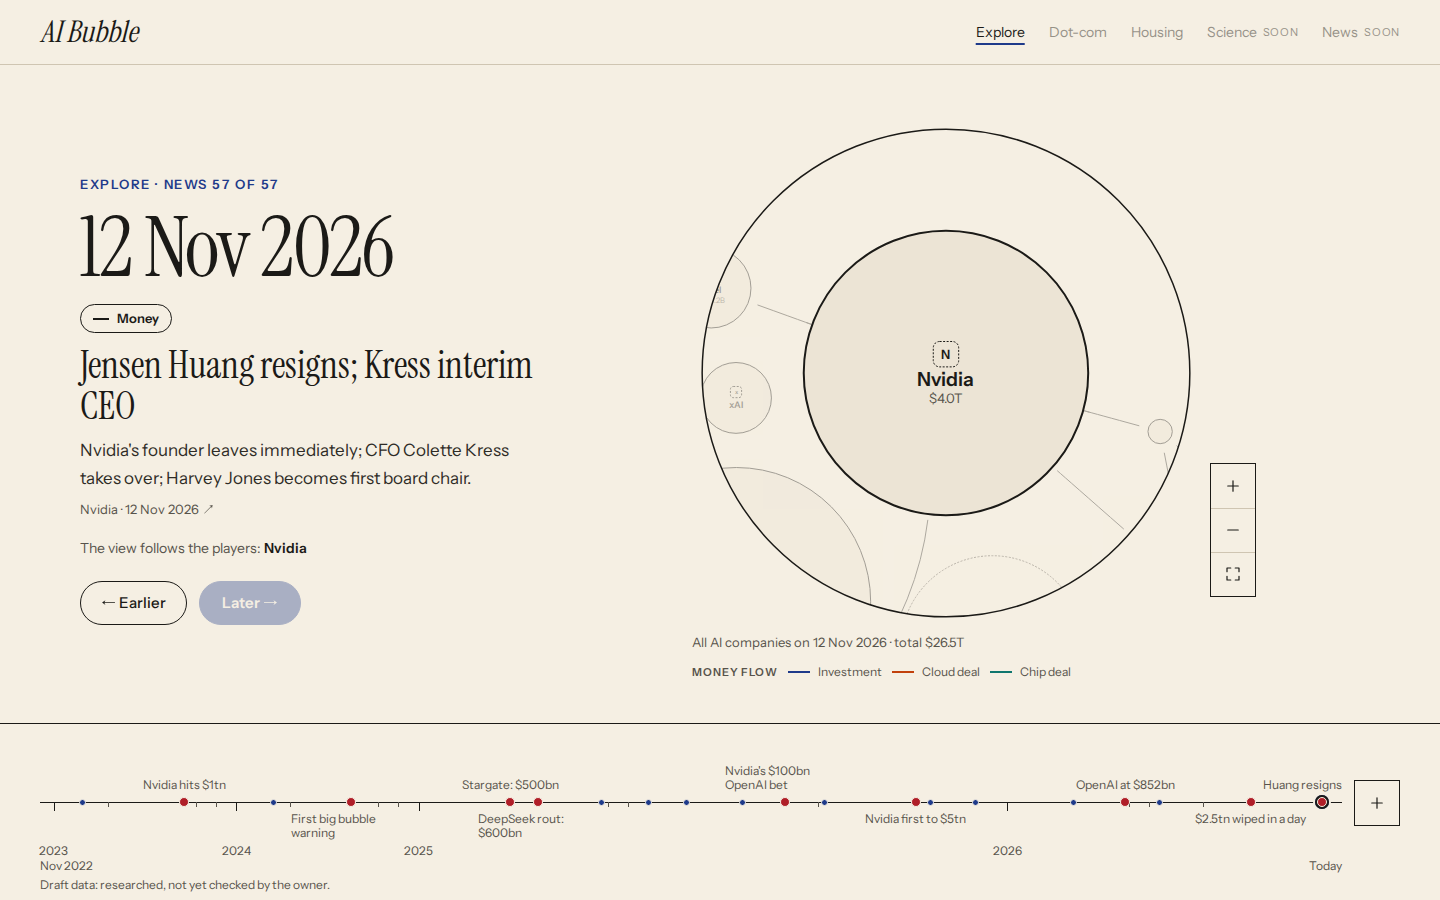 AI Bubble
Explore
Dot-com
Housing
Science SOON
News SOON
EXPLORE · NEWS 57 OF 57
12 Nov 2026
Money
Jensen Huang resigns; Kress interim
CEO
Nvidia's founder leaves immediately; CFO Colette Kress
takes over; Harvey Jones becomes first board chair.
Nvidia · 12 Nov 2026 ↗
The view follows the players: Nvidia
← Earlier
Later →
N
Nvidia
$4.0T
x
xAI
+
−
All AI companies on 12 Nov 2026 · total $26.5T
MONEY FLOW
Investment
Cloud deal
Chip deal
Nvidia hits $1tn
Stargate: $500bn
Nvidia's $100bn
OpenAI bet
OpenAI at $852bn
Huang resigns
+
First big bubble
warning
DeepSeek rout:
$600bn
Nvidia first to $5tn
$2.5tn wiped in a day
2023
2024
2025
2026
Nov 2022
Today
Draft data: researched, not yet checked by the owner.